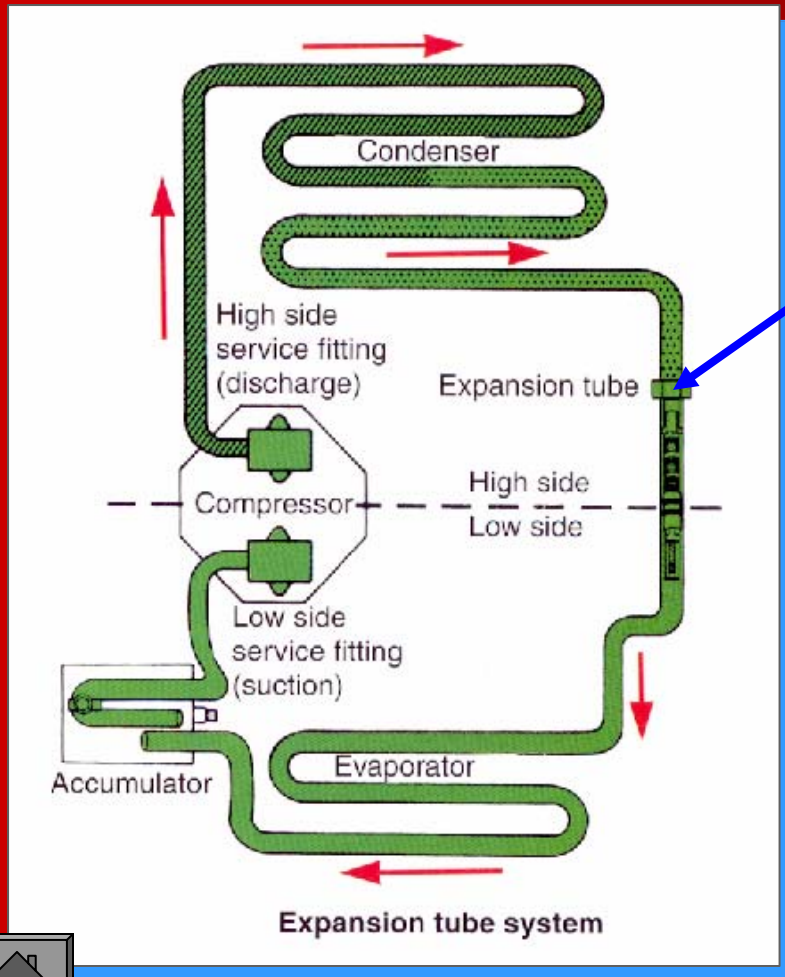 Condenser
High side
service fitting
(discharge)
Expansion tube
Compressor
High side
Low side
Low side
service fitting
(suction)
Accumulator
Evaporator
Expansion tube system